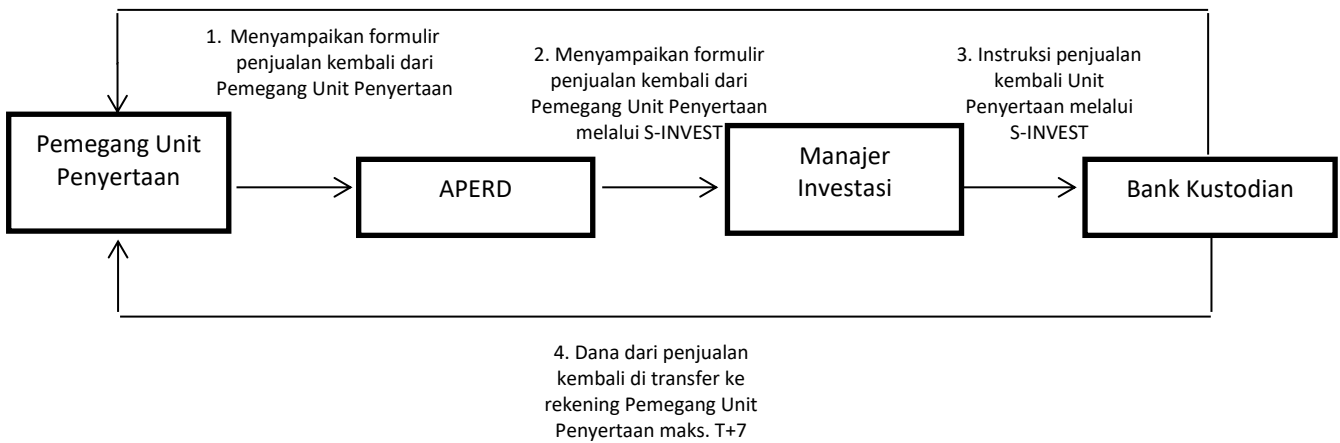 1. Menyampaikan formulir
penjualan kembali dari
Pemegang Unit Penyertaan
2. Menyampaikan formulir
penjualan kembali dari
Pemegang Unit Penyertaan
melalui S-INVEST
3. Instruksi penjualan
kembali Unit
Penyertaan melalui
S-INVEST
Pemegang Unit
Penyertaan
APERD
Manajer
Investasi
Bank Kustodian
4. Dana dari penjualan
kembali di transfer ke
rekening Pemegang Unit
Penyertaan maks. T+7